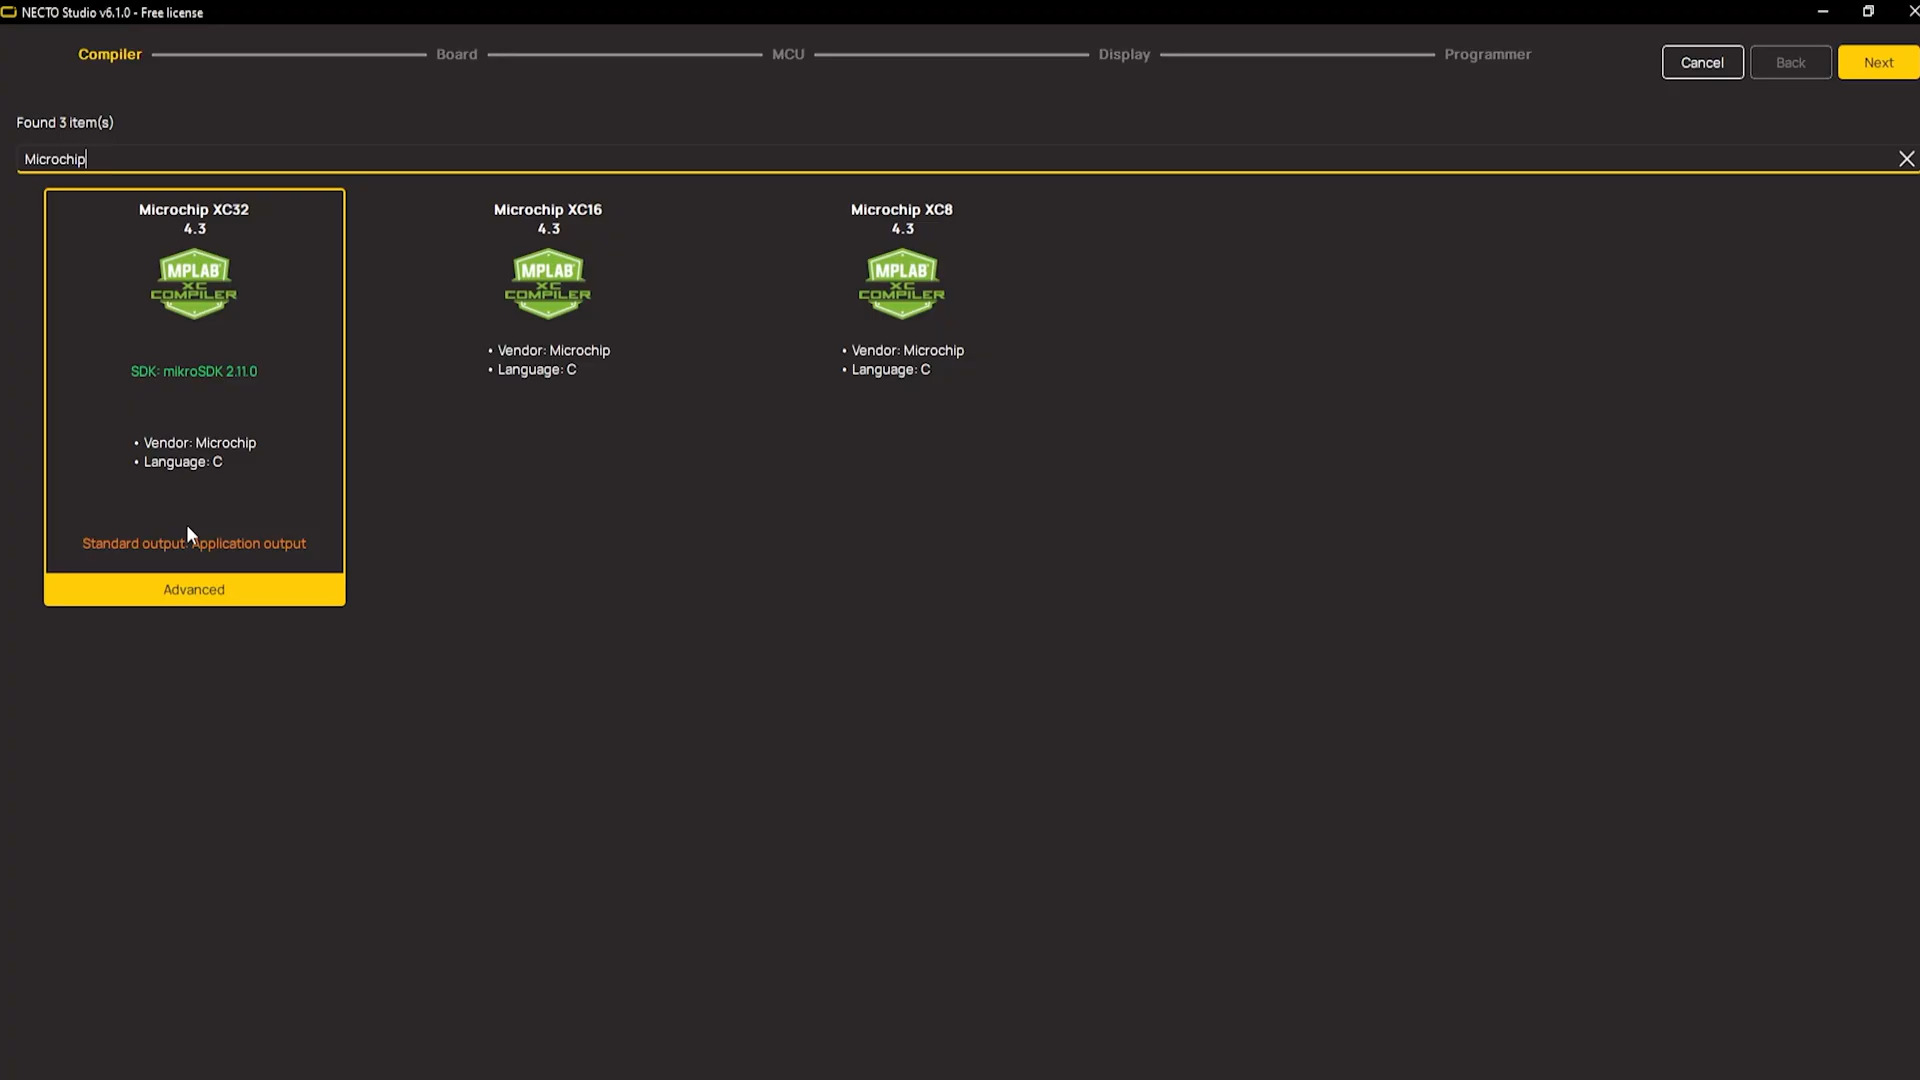 NECTO Studio v6.1.0 - Free license
Compiler Board MCU Display Programmer
Cancel Back Next
Found 3 item(s)
Microchip
Microchip XC32
4.3
MPLAB
XC
COMPILER
SDK: mikroSDK 2.11.0
• Vendor: Microchip
• Language: C
Standard output: Application output
Advanced
Microchip XC16
4.3
MPLAB
XC
COMPILER
• Vendor: Microchip
• Language: C
Microchip XC8
4.3
MPLAB
XC
COMPILER
• Vendor: Microchip
• Language: C